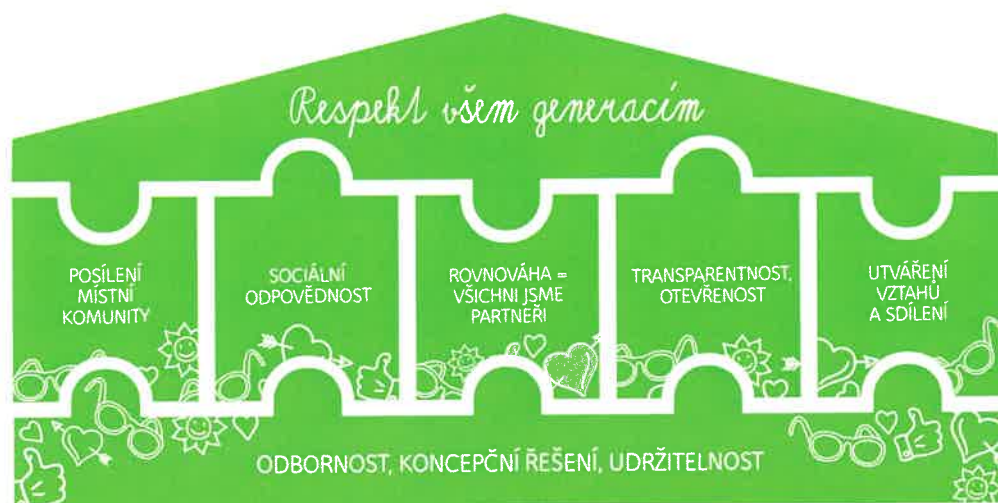 Respekt všem generacím
POSÍLENÍ
MÍSTNÍ
KOMUNITY
SOCIÁLNÍ
ODPOVĚDNOST
ROVNOVÁHA =
VŠICHNI JSME
PARTNEŘI
TRANSPARENTNOST,
OTEVŘENOST
UTVÁŘENÍ
VZTAHŮ
A SDÍLENÍ
ODBORNOST, KONCEPČNÍ ŘEŠENÍ, UDRŽITELNOST